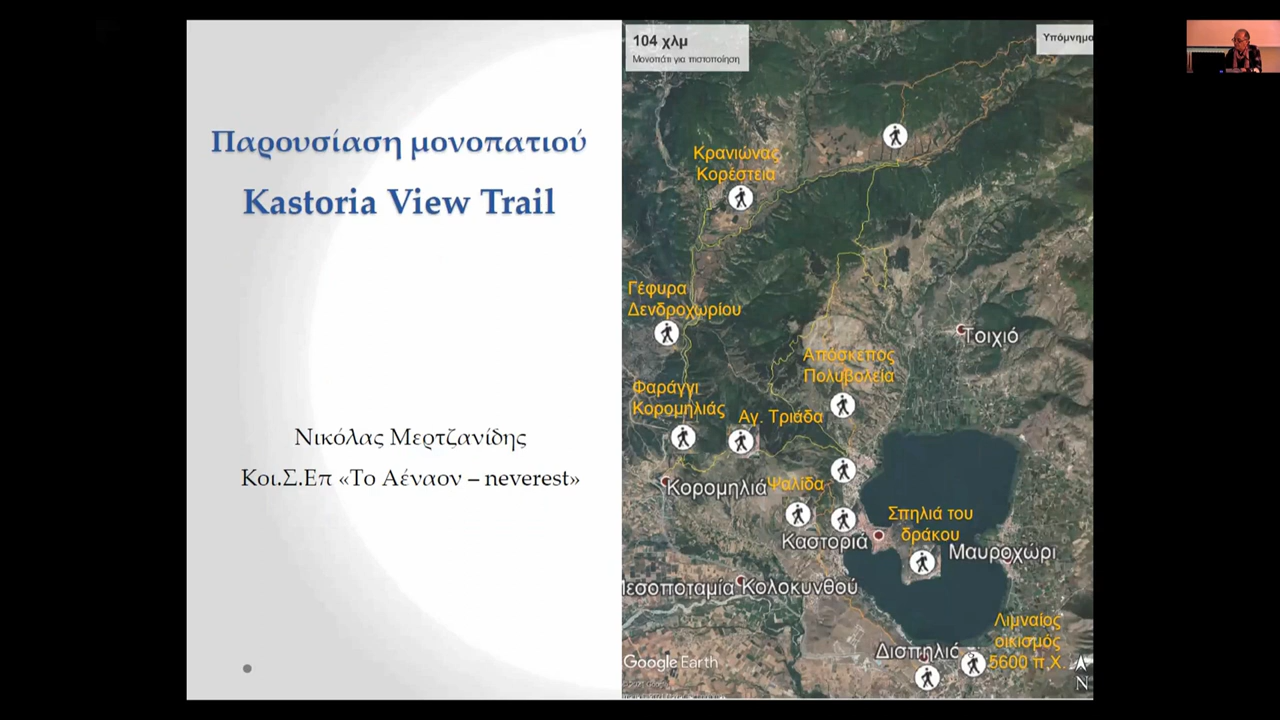 Παρουσίαση μονοπατιού
Kastoria View Trail
Νικόλας Μερτζανίδης
Κοι.Σ.Επ «Το Αέναον – neverest»
104 χλμ
Μονοπάτι για πιστοποίηση
Υπόμνημα
Κρανιώνας
Κορέστεια
Γέφυρα
Δενδροχωρίου
Τοιχιό
Απόσκεπος
Πολυβολεία
Φαράγγι
Κορομηλιάς
Αγ. Τριάδα
Κορομηλιά
Ψαλίδα
Σπηλιά του
δράκου
Καστοριά
Μαυροχώρι
Μεσοποταμία
Κολοκυνθού
Λιμναίος
οικισμός
5600 π.Χ.
Δισπηλιό
Google Earth
N